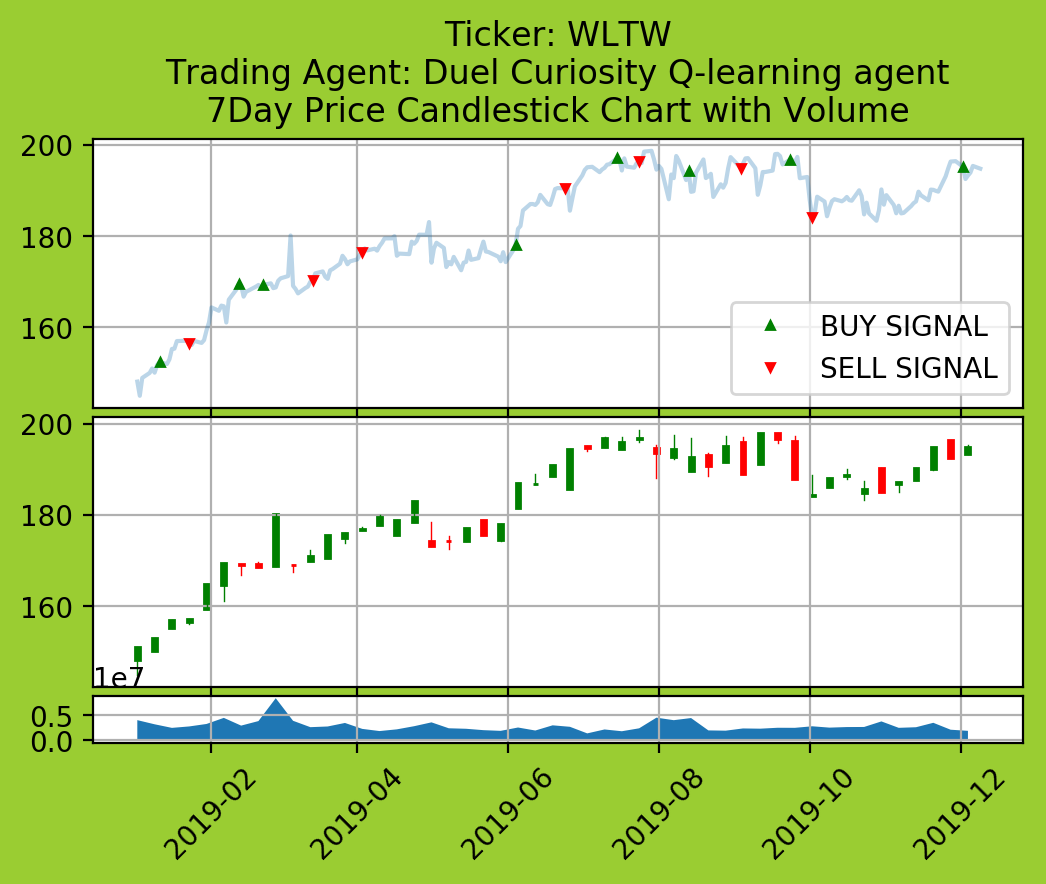 Ticker: WLTW
Trading Agent: Duel Curiosity Q-learning agent
7Day Price Candlestick Chart with Volume
200
180
160
BUY SIGNAL
SELL SIGNAL
200
180
160
1e7
0.5
0.0
2019-02
2019-04
2019-06
2019-08
2019-10
2019-12